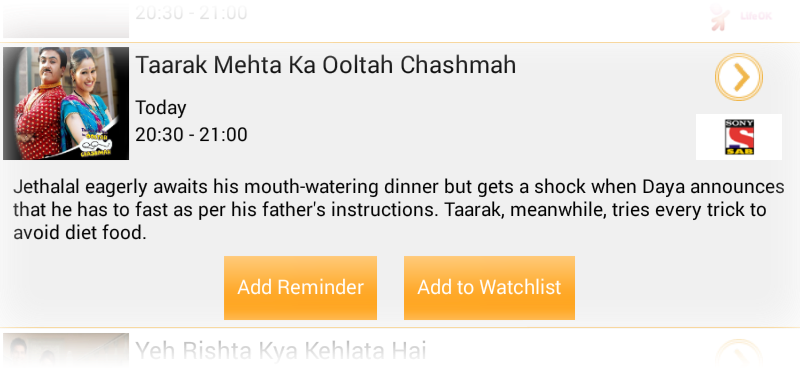 20:30 - 21:00
Life OK
Taarak Mehta Ka Ooltah Chashmah
Today
20:30 - 21:00
SONY
SAB
Jethalal eagerly awaits his mouth-watering dinner but gets a shock when Daya announces
that he has to fast as per his father's instructions. Taarak, meanwhile, tries every trick to
avoid diet food.
Add Reminder
Add to Watchlist
Yeh Rishta Kya Kehlata Hai